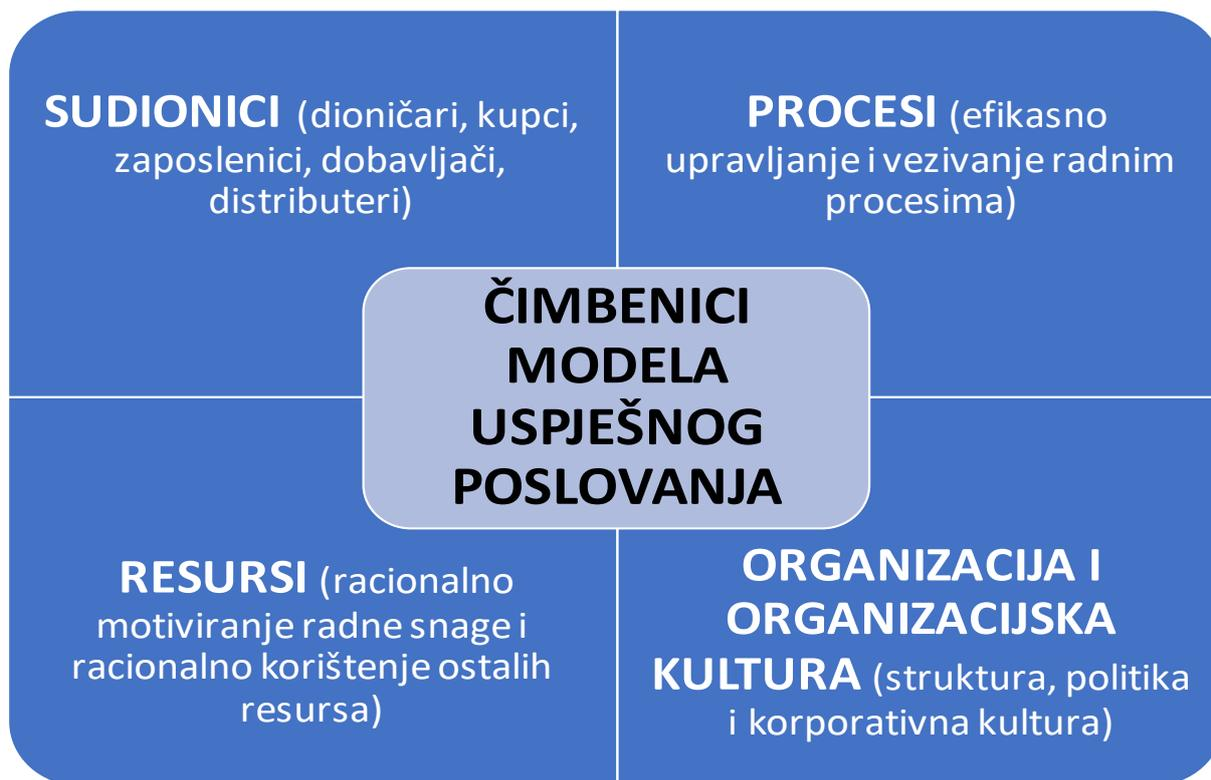 SUDIONICI (dioničari, kupci,
zaposlenici, dobavljači,
distributeri)
PROCESI (efikasno
upravljanje i vezivanje radnim
procesima)
ČIMBENICI
MODELA
USPJEŠNOG
POSLOVANJA
RESURSI (racionalno
motiviranje radne snage i
racionalno korištenje ostalih
resursa)
ORGANIZACIJA I
ORGANIZACIJSKA
KULTURA (struktura, politika
i korporativna kultura)